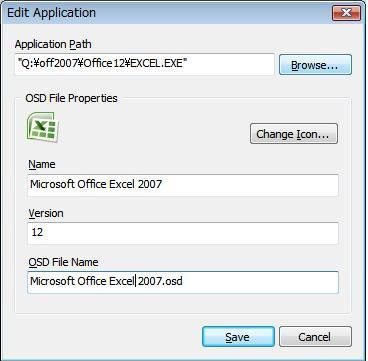 Edit Application
Application Path
"Q:¥off2007¥Office12¥EXCEL.EXE"
Browse...
OSD File Properties
Change Icon...
Name
Microsoft Office Excel 2007
Version
12
OSD File Name
Microsoft Office Excel 2007.osd
Save Cancel